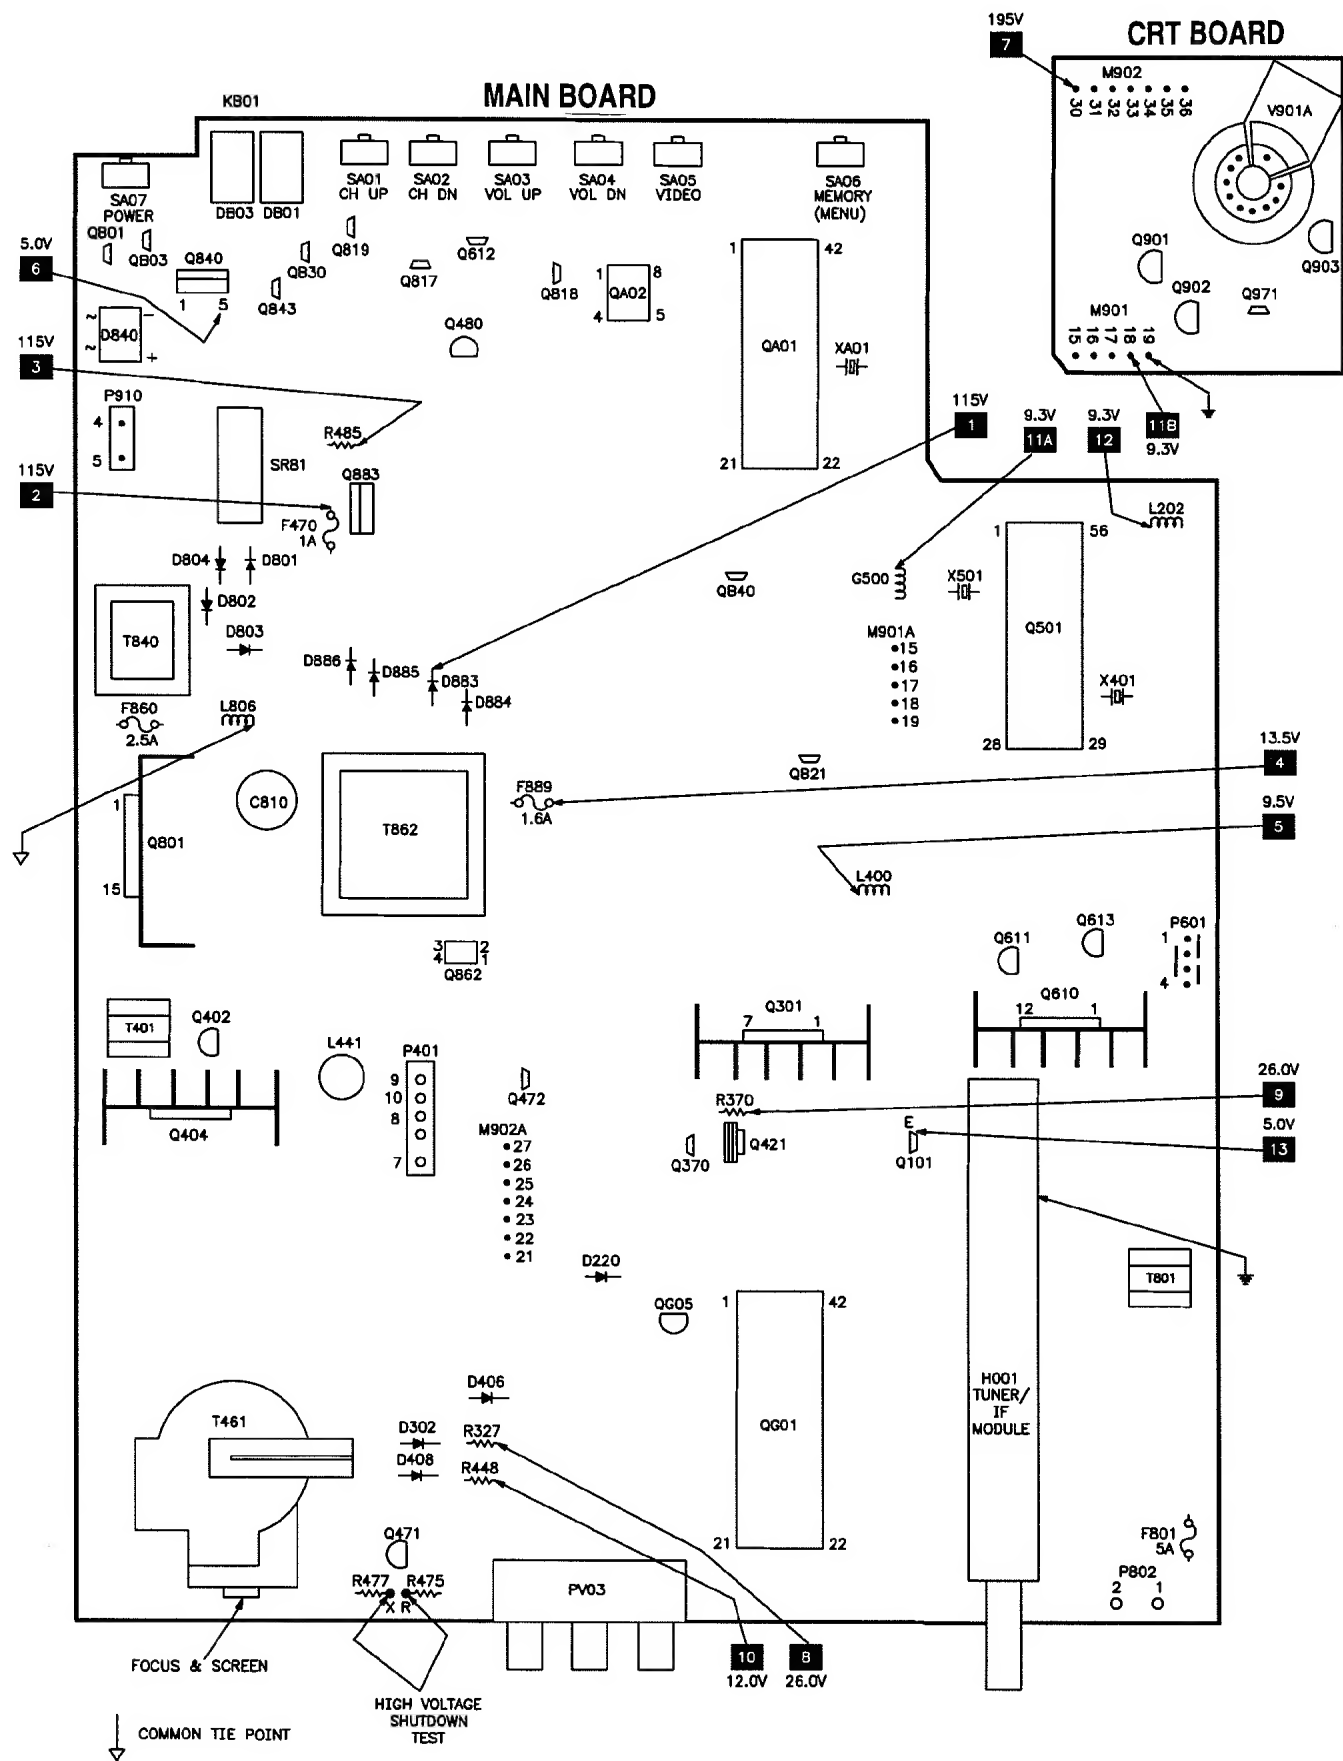 195V
7
CRT BOARD
M902
30 31 32 33 34 35 36
V901A
KB01
MAIN BOARD
SA07
POWER
DB03
DB01
SA01
CH UP
SA02
CH DN
SA03
VOL UP
SA04
VOL DN
SA05
VIDEO
SA06
MEMORY
(MENU)
QB01
QB03
5.0V
6
Q840
1 5
Q843
QB30
Q819
Q817
Q612
Q818
1 8
QA02
4 5
1 42
QA01
21 22
XA01
Q901
Q902
Q903
Q971
M901
15 16 17 18 19
~ −
D840
~ +
Q480
115V
3
P910
4
5
R485
SR81
Q883
115V
2
F470
1A
115V
1
9.3V
11A
9.3V
12
11B
9.3V
L202
1 56
Q501
28 29
G500
X501
QB40
M901A
15
16
17
18
19
X401
D804
D801
D802
D803
T840
D886
D885
D883
D884
F860
2.5A
L806
QB21
13.5V
4
1
Q801
15
C810
T862
F889
1.6A
9.5V
5
L400
3 2
4 1
Q862
Q611
Q613
P601
1
4
T401
Q402
L441
P401
9
10
8
7
Q472
Q301
7 1
Q610
12 1
Q404
M902A
27
26
25
24
23
22
21
R370
Q370
Q421
E
Q101
26.0V
9
5.0V
13
D220
QG05
1 42
QG01
21 22
T801
H001
TUNER/
IF
MODULE
T461
D406
D302
R327
D408
R448
Q471
R477
R475
X R
PV03
F801
5A
P802
2 1
FOCUS & SCREEN
10
12.0V
8
26.0V
HIGH VOLTAGE
SHUTDOWN
TEST
COMMON TIE POINT